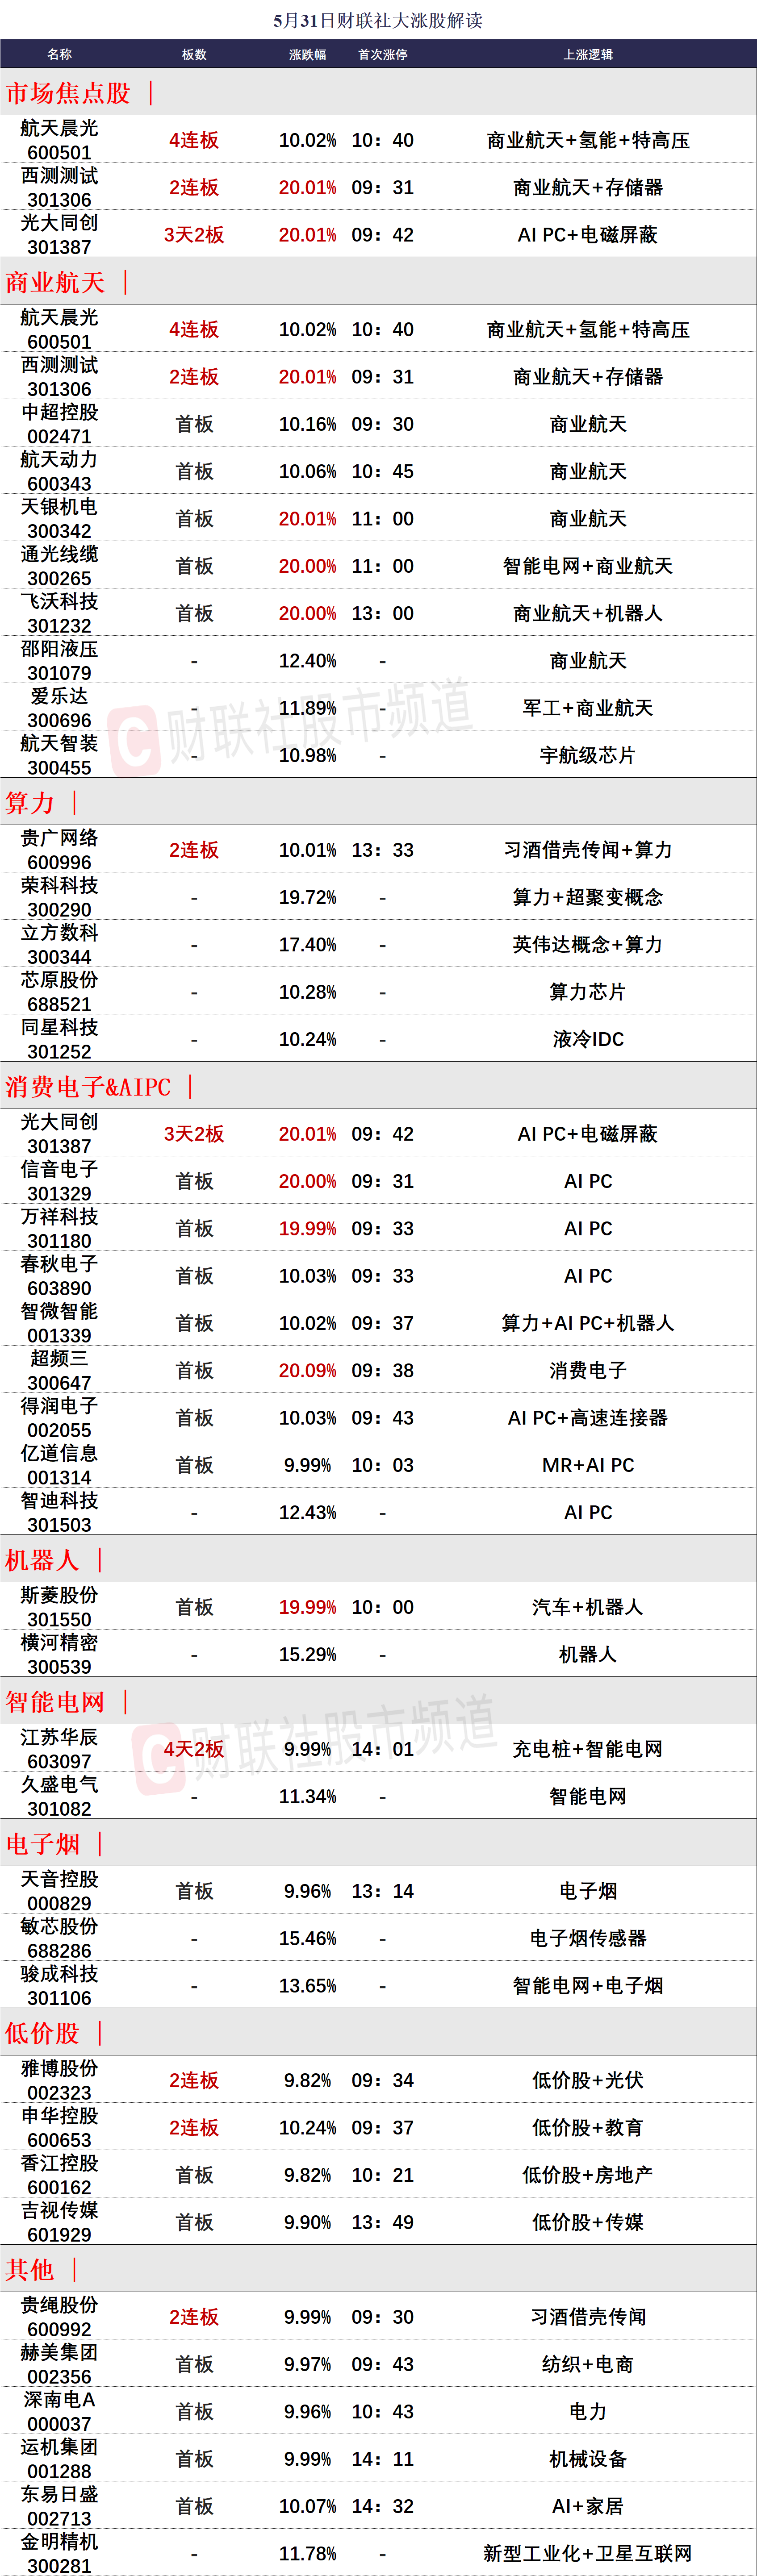 5月31日财联社大涨股解读
名称 板数 涨跌幅 首次涨停 上涨逻辑
市场焦点股 |
航天晨光
600501 4连板 10.02% 10：40 商业航天+氢能+特高压
西测测试
301306 2连板 20.01% 09：31 商业航天+存储器
光大同创
301387 3天2板 20.01% 09：42 AI PC+电磁屏蔽
商业航天 |
航天晨光
600501 4连板 10.02% 10：40 商业航天+氢能+特高压
西测测试
301306 2连板 20.01% 09：31 商业航天+存储器
中超控股
002471 首板 10.16% 09：30 商业航天
航天动力
600343 首板 10.06% 10：45 商业航天
天银机电
300342 首板 20.01% 11：00 商业航天
通光线缆
300265 首板 20.00% 11：00 智能电网+商业航天
飞沃科技
301232 首板 20.00% 13：00 商业航天+机器人
邵阳液压
301079 - 12.40% - 商业航天
爱乐达
300696 - 11.89% - 军工+商业航天
航天智装
300455 - 10.98% - 宇航级芯片
财联社股市频道
算力 |
贵广网络
600996 2连板 10.01% 13：33 习酒借壳传闻+算力
荣科科技
300290 - 19.72% - 算力+超聚变概念
立方数科
300344 - 17.40% - 英伟达概念+算力
芯原股份
688521 - 10.28% - 算力芯片
同星科技
301252 - 10.24% - 液冷IDC
消费电子&AIPC |
光大同创
301387 3天2板 20.01% 09：42 AI PC+电磁屏蔽
信音电子
301329 首板 20.00% 09：31 AI PC
万祥科技
301180 首板 19.99% 09：33 AI PC
春秋电子
603890 首板 10.03% 09：33 AI PC
智微智能
001339 首板 10.02% 09：37 算力+AI PC+机器人
超频三
300647 首板 20.09% 09：38 消费电子
得润电子
002055 首板 10.03% 09：43 AI PC+高速连接器
亿道信息
001314 首板 9.99% 10：03 MR+AI PC
智迪科技
301503 - 12.43% - AI PC
机器人 |
斯菱股份
301550 首板 19.99% 10：00 汽车+机器人
横河精密
300539 - 15.29% - 机器人
智能电网 |
财联社股市频道
江苏华辰
603097 4天2板 9.99% 14：01 充电桩+智能电网
久盛电气
301082 - 11.34% - 智能电网
电子烟 |
天音控股
000829 首板 9.96% 13：14 电子烟
敏芯股份
688286 - 15.46% - 电子烟传感器
骏成科技
301106 - 13.65% - 智能电网+电子烟
低价股 |
雅博股份
002323 2连板 9.82% 09：34 低价股+光伏
申华控股
600653 2连板 10.24% 09：37 低价股+教育
香江控股
600162 首板 9.82% 10：21 低价股+房地产
吉视传媒
601929 首板 9.90% 13：49 低价股+传媒
其他 |
贵绳股份
600992 2连板 9.99% 09：30 习酒借壳传闻
赫美集团
002356 首板 9.97% 09：43 纺织+电商
深南电A
000037 首板 9.96% 10：43 电力
运机集团
001288 首板 9.99% 14：11 机械设备
东易日盛
002713 首板 10.07% 14：32 AI+家居
金明精机
300281 - 11.78% - 新型工业化+卫星互联网